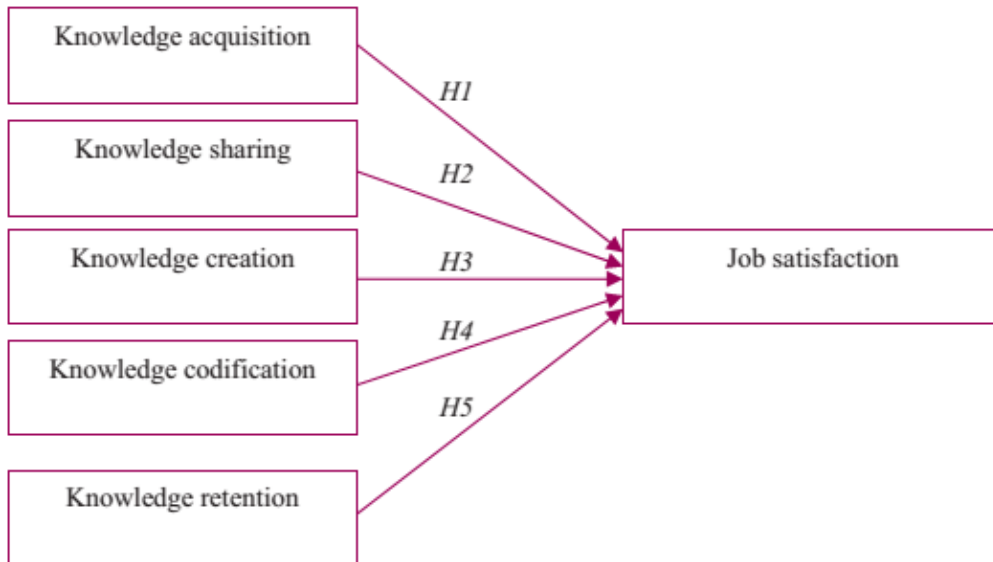 Knowledge acquisition
H1
Knowledge sharing
H2
Knowledge creation
H3
Job satisfaction
Knowledge codification
H4
H5
Knowledge retention